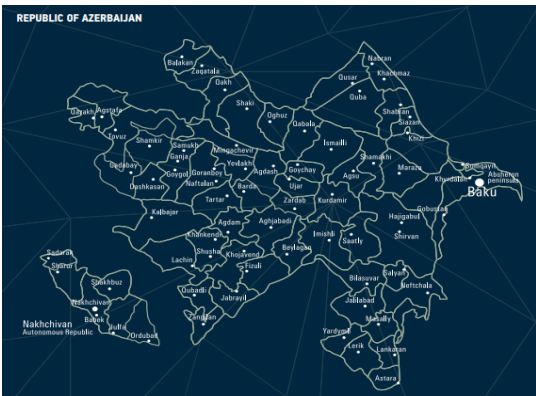 REPUBLIC OF AZERBAIJAN
Balakan
Zaqatala
Qakh
Shaki
Oghuz
Qabala
Ismailli
Nabran
Khachmaz
Qusar
Quba
Shabran
Siazan
Khizi
Qazakh
Agstafa
Tovuz
Shamkir
Samukh
Ganja
Goygol
Goranboy
Naftalan
Gadabay
Dashkasan
Mingachevir
Yevlakh
Agdash
Goychay
Ujar
Barda
Zardab
Kurdamir
Agsu
Shamakhi
Maraza
Sumgayit
Khyrdalan
Absheron
peninsula
Baku
Gobustan
Hajigabul
Shirvan
Tartar
Kalbajar
Agdam
Aghjabadi
Khankendi
Shusha
Khojavend
Lachin
Fizuli
Beylagan
Imishli
Saatly
Qubadli
Jabrayil
Zangilan
Bilasuvar
Salyan
Neftchala
Jalilabad
Masally
Yardymli
Lerik
Lankaran
Astara
Sadarak
Sharur
Shakhbuz
Nakhchivan
Babek
Julfa
Ordubad
Nakhchivan
Autonomous Republic